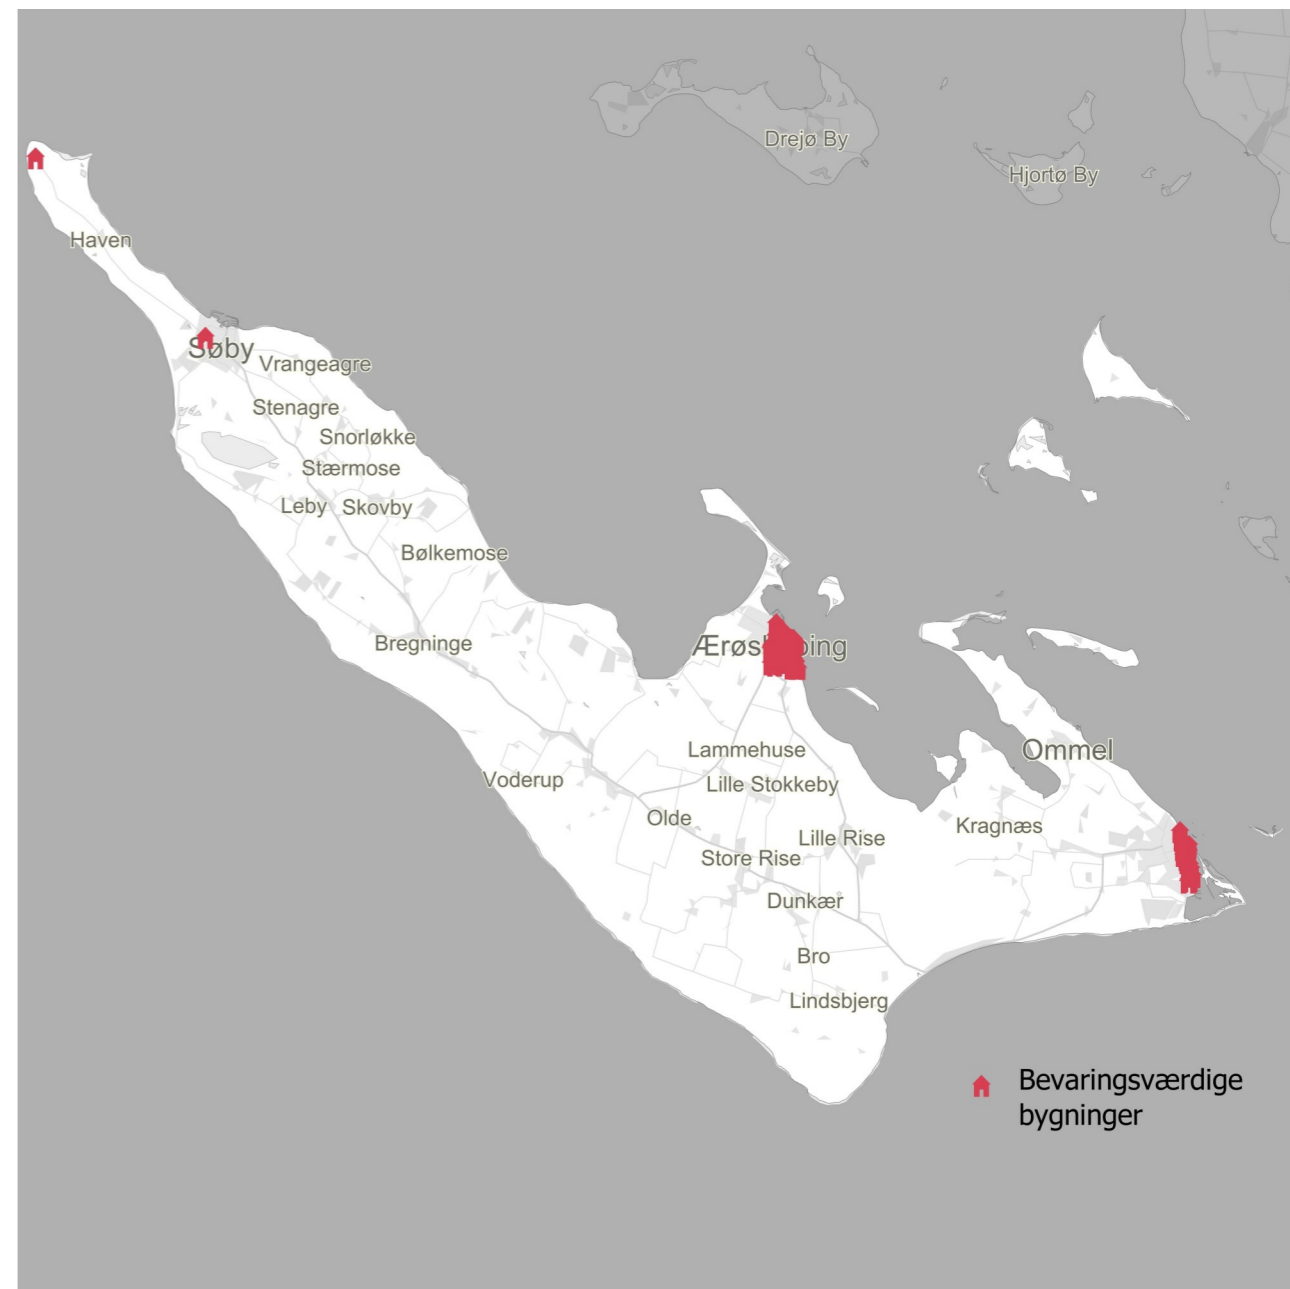 Drejø By
Hjortø By
Haven
Søby
Vrangeagre
Stenagre
Snorløkke
Stærmose
Leby
Skovby
Bølkemose
Bregninge
Ærøskøbing
Lammehuse
Ommel
Voderup
Lille Stokkeby
Olde
Kragnæs
Lille Rise
Store Rise
Dunkær
Bro
Lindsbjerg
Bevaringsværdige
bygninger